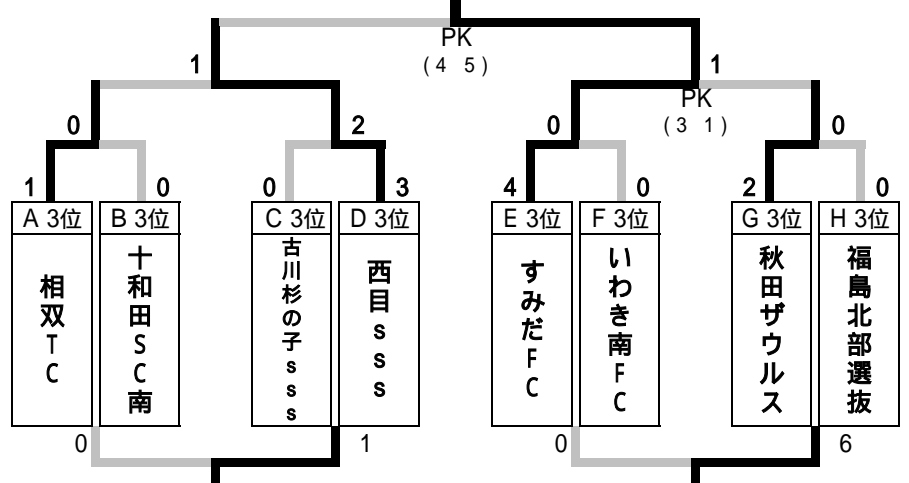 PK
(4 5)
1
1
PK
(3 1)
0
2
0
0
1
0
0
3
4
0
2
0
A 3位
B 3位
C 3位
D 3位
E 3位
F 3位
G 3位
H 3位
相双TC
十和田SC南
古川杉の子sss
西目sss
すみだFC
いわき南FC
秋田ザウルス
福島北部選抜
0
1
0
6